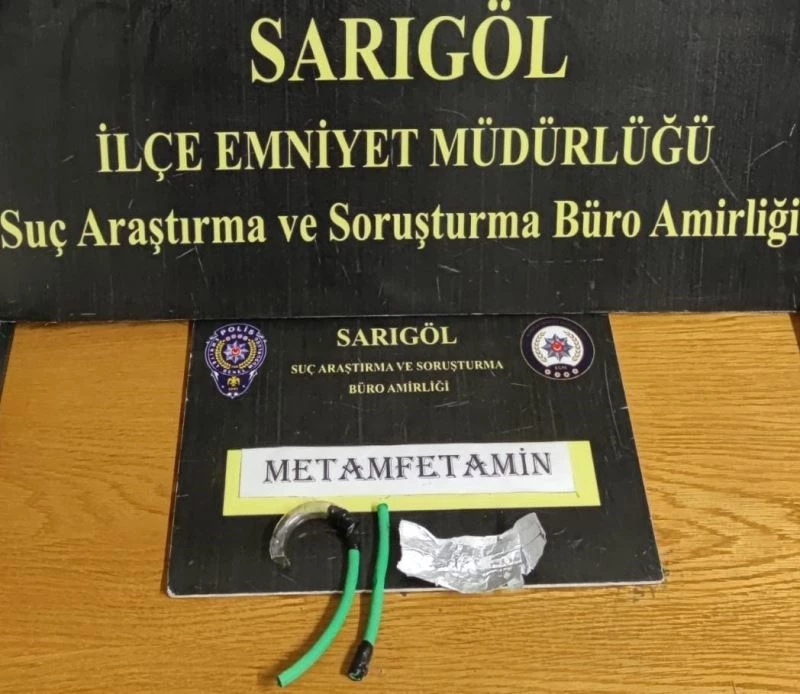 SARIGÖL
İLÇE EMNİYET MÜDÜRLÜĞÜ
Suç Araştırma ve Soruşturma Büro Amirliği
POLİS
SARIGÖL
SUÇ ARAŞTIRMA VE SORUŞTURMA
BÜRO AMİRLİĞİ
METAMFETAMİN